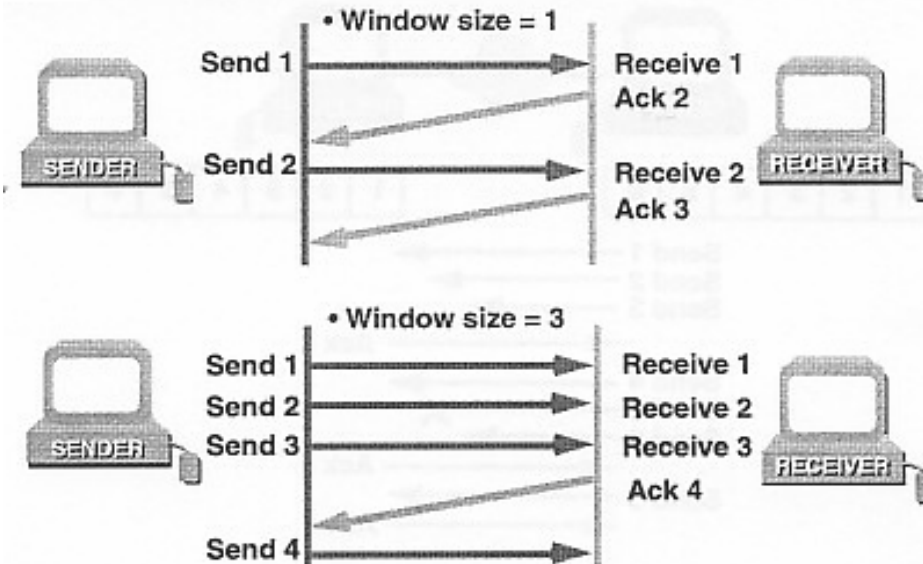 • Window size = 1
Send 1
Receive 1
Ack 2
SENDER
Send 2
Receive 2
RECEIVER
Ack 3
• Window size = 3
Send 1
Receive 1
Send 2
Receive 2
SENDER
Send 3
Receive 3
RECEIVER
Ack 4
Send 4